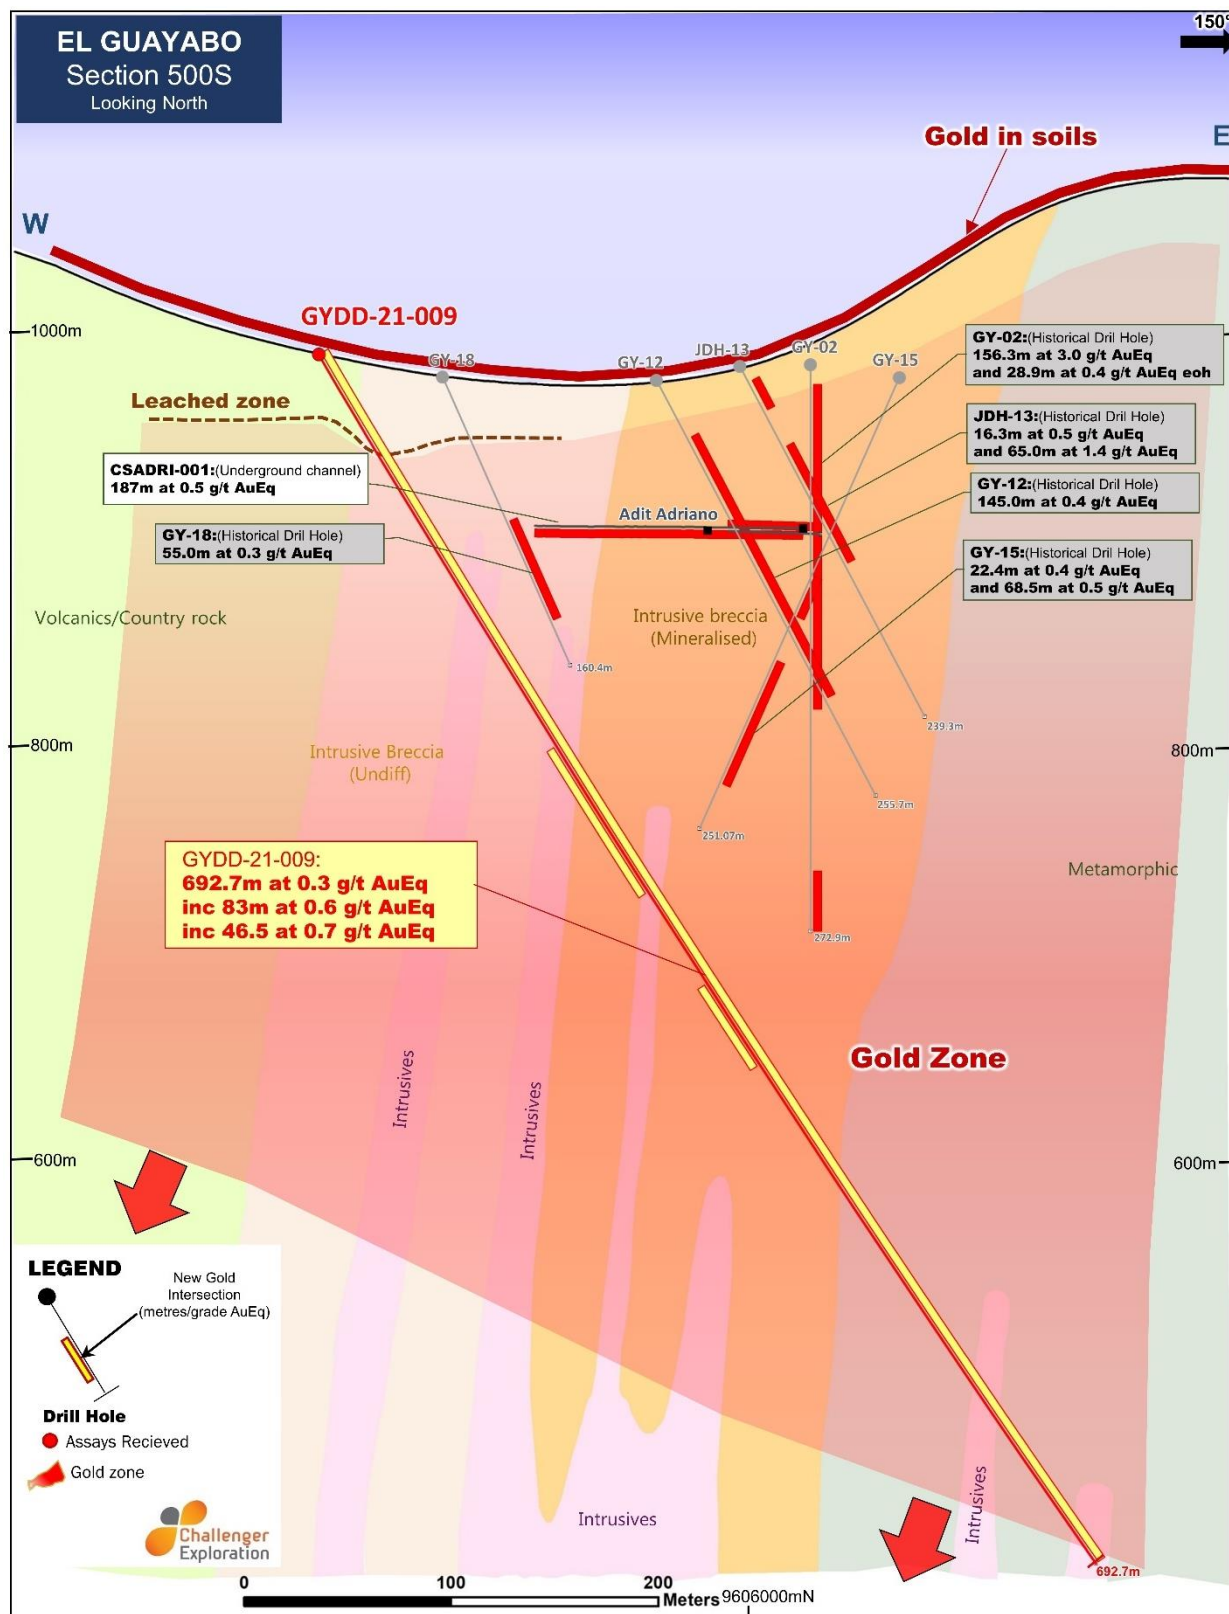 EL GUAYABO
Section 500S
Looking North
150°
Gold in soils
E
W
1000m
GYDD-21-009
GY-18
GY-12
JDH-13
GY-02
GY-15
GY-02:(Historical Dril Hole)
156.3m at 3.0 g/t AuEq
and 28.9m at 0.4 g/t AuEq eoh
JDH-13:(Historical Drill Hole)
16.3m at 0.5 g/t AuEq
and 65.0m at 1.4 g/t AuEq
GY-12:(Historical Drill Hole)
145.0m at 0.4 g/t AuEq
GY-15:(Historical Drill Hole)
22.4m at 0.4 g/t AuEq
and 68.5m at 0.5 g/t AuEq
Leached zone
CSADRI-001:(Underground channel)
187m at 0.5 g/t AuEq
GY-18:(Historical Drill Hole)
55.0m at 0.3 g/t AuEq
Adit Adriano
Volcanics/Country rock
Intrusive breccia
(Mineralised)
160.4m
239.3m
800m
800m
Intrusive Breccia
(Undiff)
255.7m
251.07m
Metamorphic
GYDD-21-009:
692.7m at 0.3 g/t AuEq
inc 83m at 0.6 g/t AuEq
inc 46.5 at 0.7 g/t AuEq
272.9m
Gold Zone
Intrusives
Intrusives
600m
600m
LEGEND
New Gold
Intersection
(metres/grade AuEq)
Drill Hole
Assays Recieved
Gold zone
Challenger
Exploration
Intrusives
Intrusives
692.7m
0 100 200
Meters
9606000mN